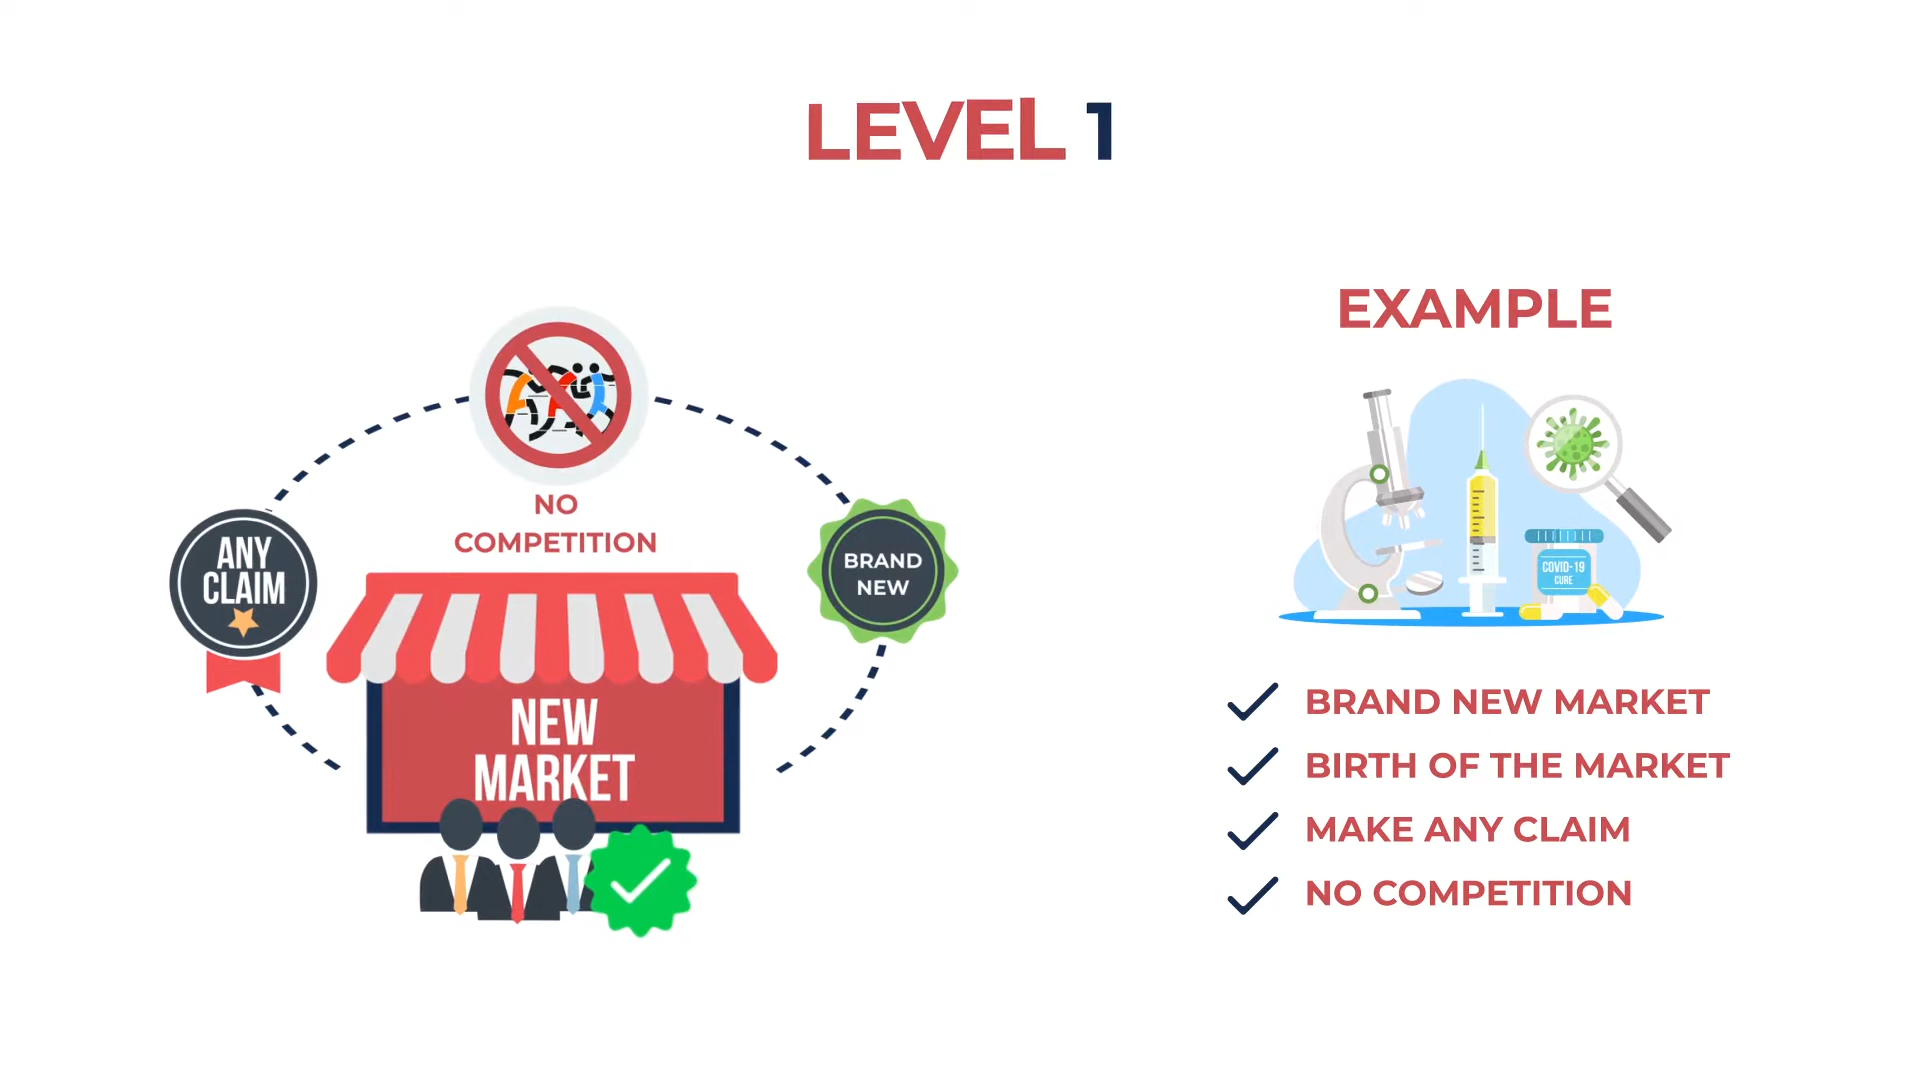 LEVEL 1
NO
COMPETITION
ANY
CLAIM
BRAND
NEW
NEW
MARKET
EXAMPLE
COVID-19
CURE
BRAND NEW MARKET
BIRTH OF THE MARKET
MAKE ANY CLAIM
NO COMPETITION